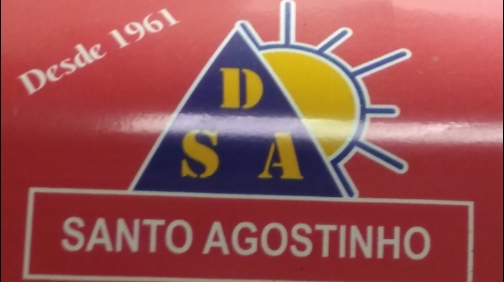 Desde 1961
D
S A
SANTO AGOSTINHO